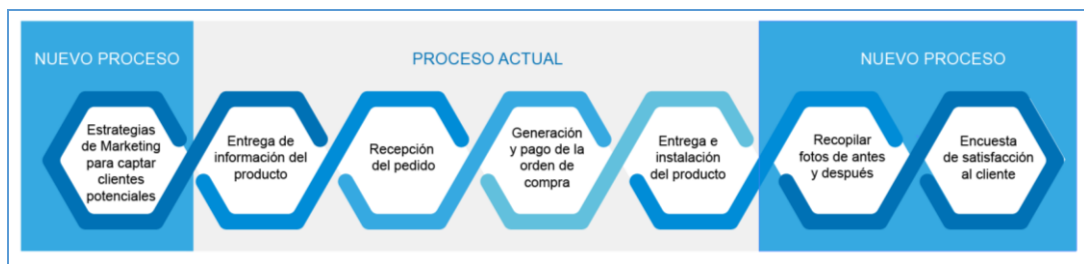 NUEVO PROCESO
PROCESO ACTUAL
NUEVO PROCESO
Estrategias
de Marketing
para captar
clientes
potenciales
Entrega de
información del
producto
Recepción
del pedido
Generación
y pago de la
orden de
compra
Entrega e
instalación
del producto
Recopilar
fotos de antes
y después
Encuesta
de satisfacción
al cliente